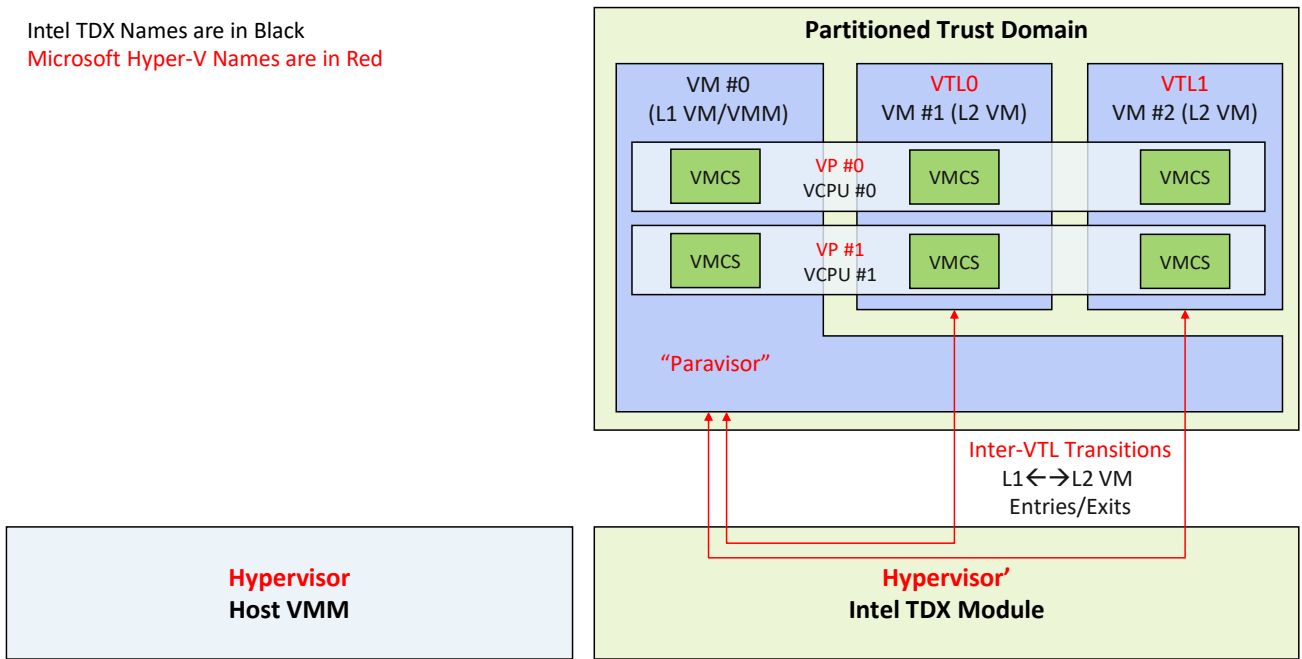 Intel TDX Names are in Black
Microsoft Hyper-V Names are in Red
Partitioned Trust Domain
VM #0
(L1 VM/VMM)
VTL0
VM #1 (L2 VM)
VTL1
VM #2 (L2 VM)
VMCS
VP #0
VCPU #0
VMCS
VMCS
VMCS
VP #1
VCPU #1
VMCS
VMCS
“Paravisor”
Inter-VTL Transitions
L1←→L2 VM
Entries/Exits
Hypervisor
Host VMM
Hypervisor’
Intel TDX Module